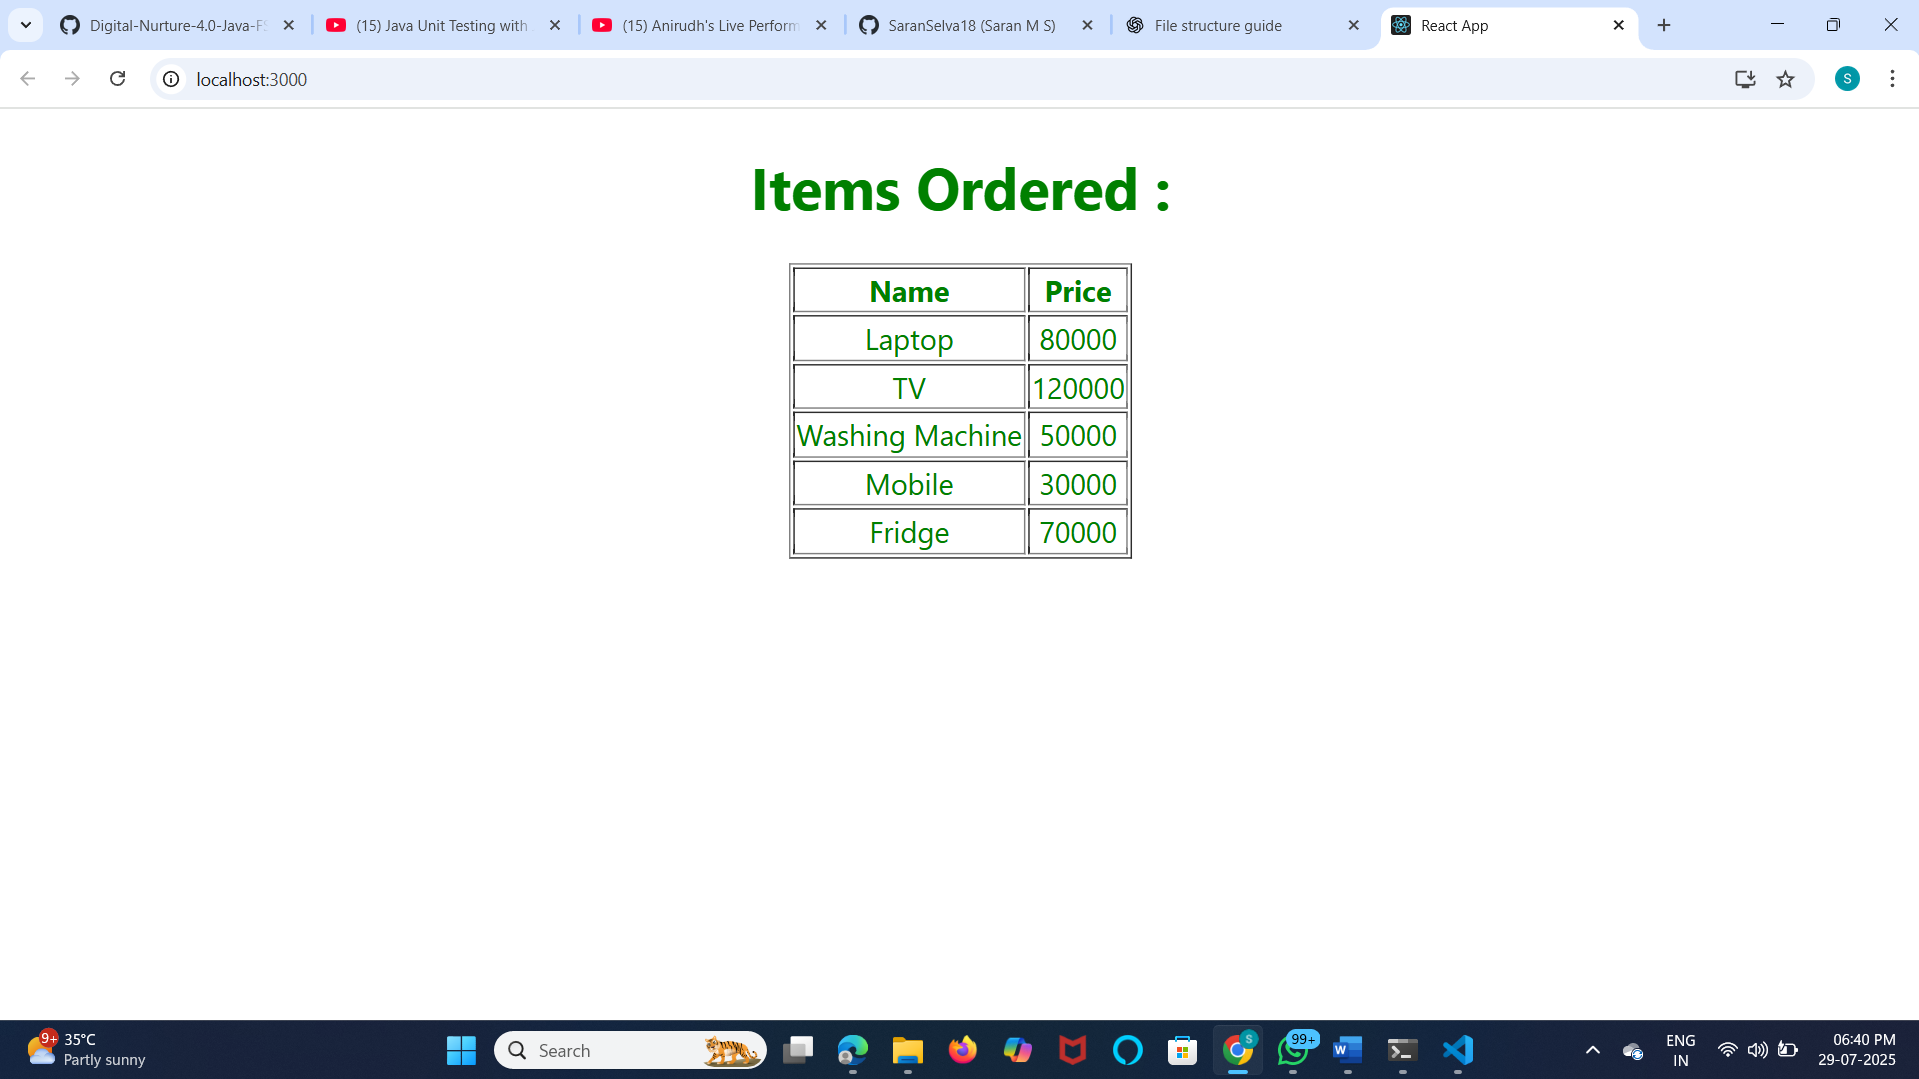 Digital-Nurture-4.0-Java-FS
(15) Java Unit Testing with
(15) Anirudh's Live Perform
SaranSelva18 (Saran M S)
File structure guide
React App
localhost:3000
S
Items Ordered :
Name Price
Laptop 80000
TV 120000
Washing Machine 50000
Mobile 30000
Fridge 70000
9+
35°C
Partly sunny
Search
S
99+
W
ENG
IN
06:40 PM
29-07-2025